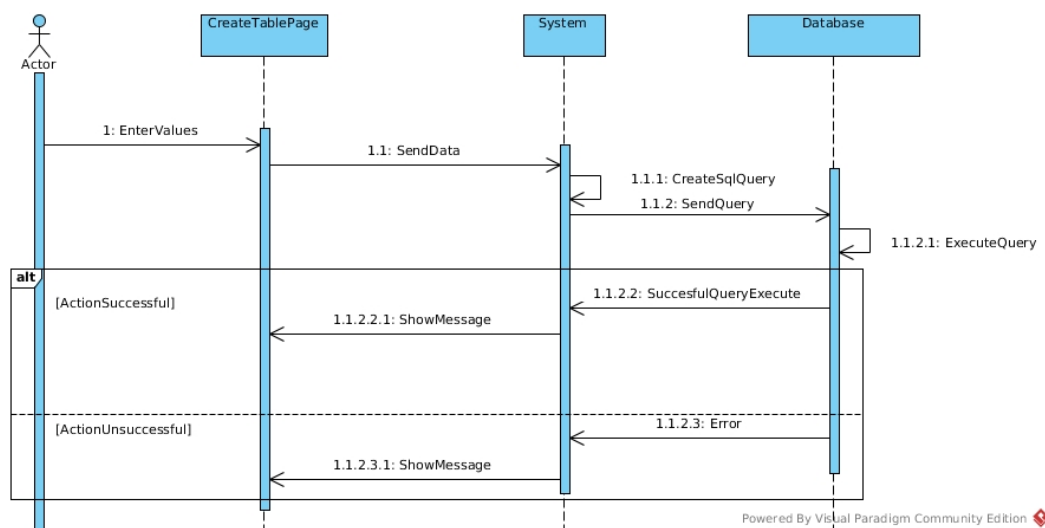 CreateTablePage
System
Database
Actor
1: EnterValues
1.1: SendData
1.1.1: CreateSqlQuery
1.1.2: SendQuery
1.1.2.1: ExecuteQuery
alt
[ActionSuccessful]
1.1.2.2: SuccesfulQueryExecute
1.1.2.2.1: ShowMessage
[ActionUnsuccessful]
1.1.2.3: Error
1.1.2.3.1: ShowMessage
Powered By Visual Paradigm Community Edition